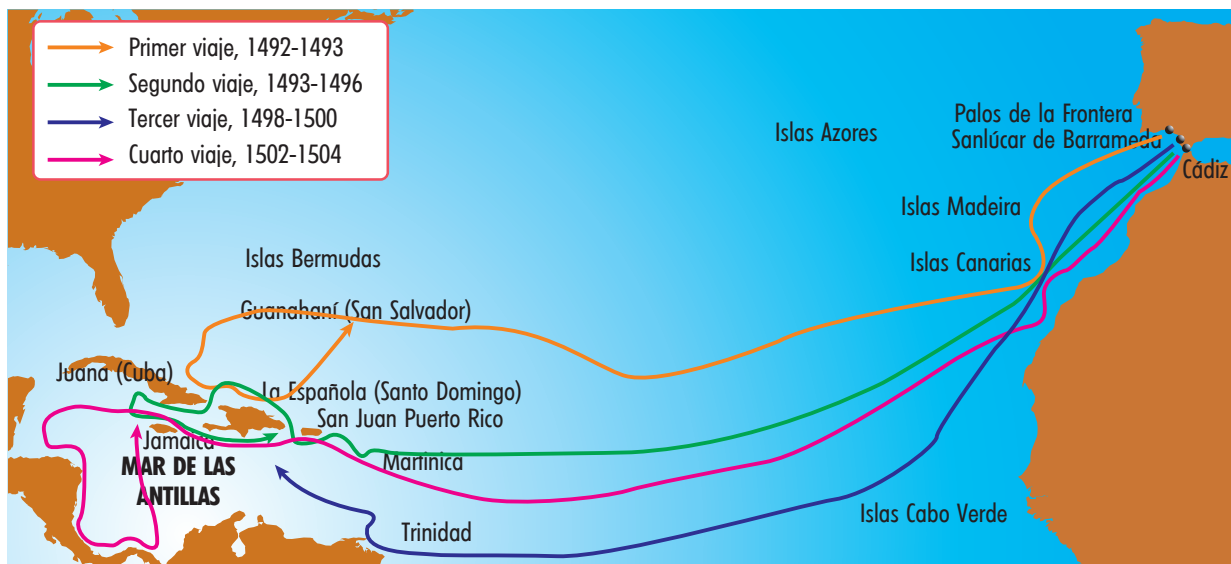 Primer viaje, 1492-1493
Segundo viaje, 1493-1496
Tercer viaje, 1498-1500
Cuarto viaje, 1502-1504
Islas Azores
Palos de la Frontera
Sanlúcar de Barrameda
Cádiz
Islas Madeira
Islas Bermudas
Islas Canarias
Guanahaní (San Salvador)
Juana (Cuba)
La Española (Santo Domingo)
San Juan Puerto Rico
Jamaica
Martinica
MAR DE LAS
ANTILLAS
Trinidad
Islas Cabo Verde